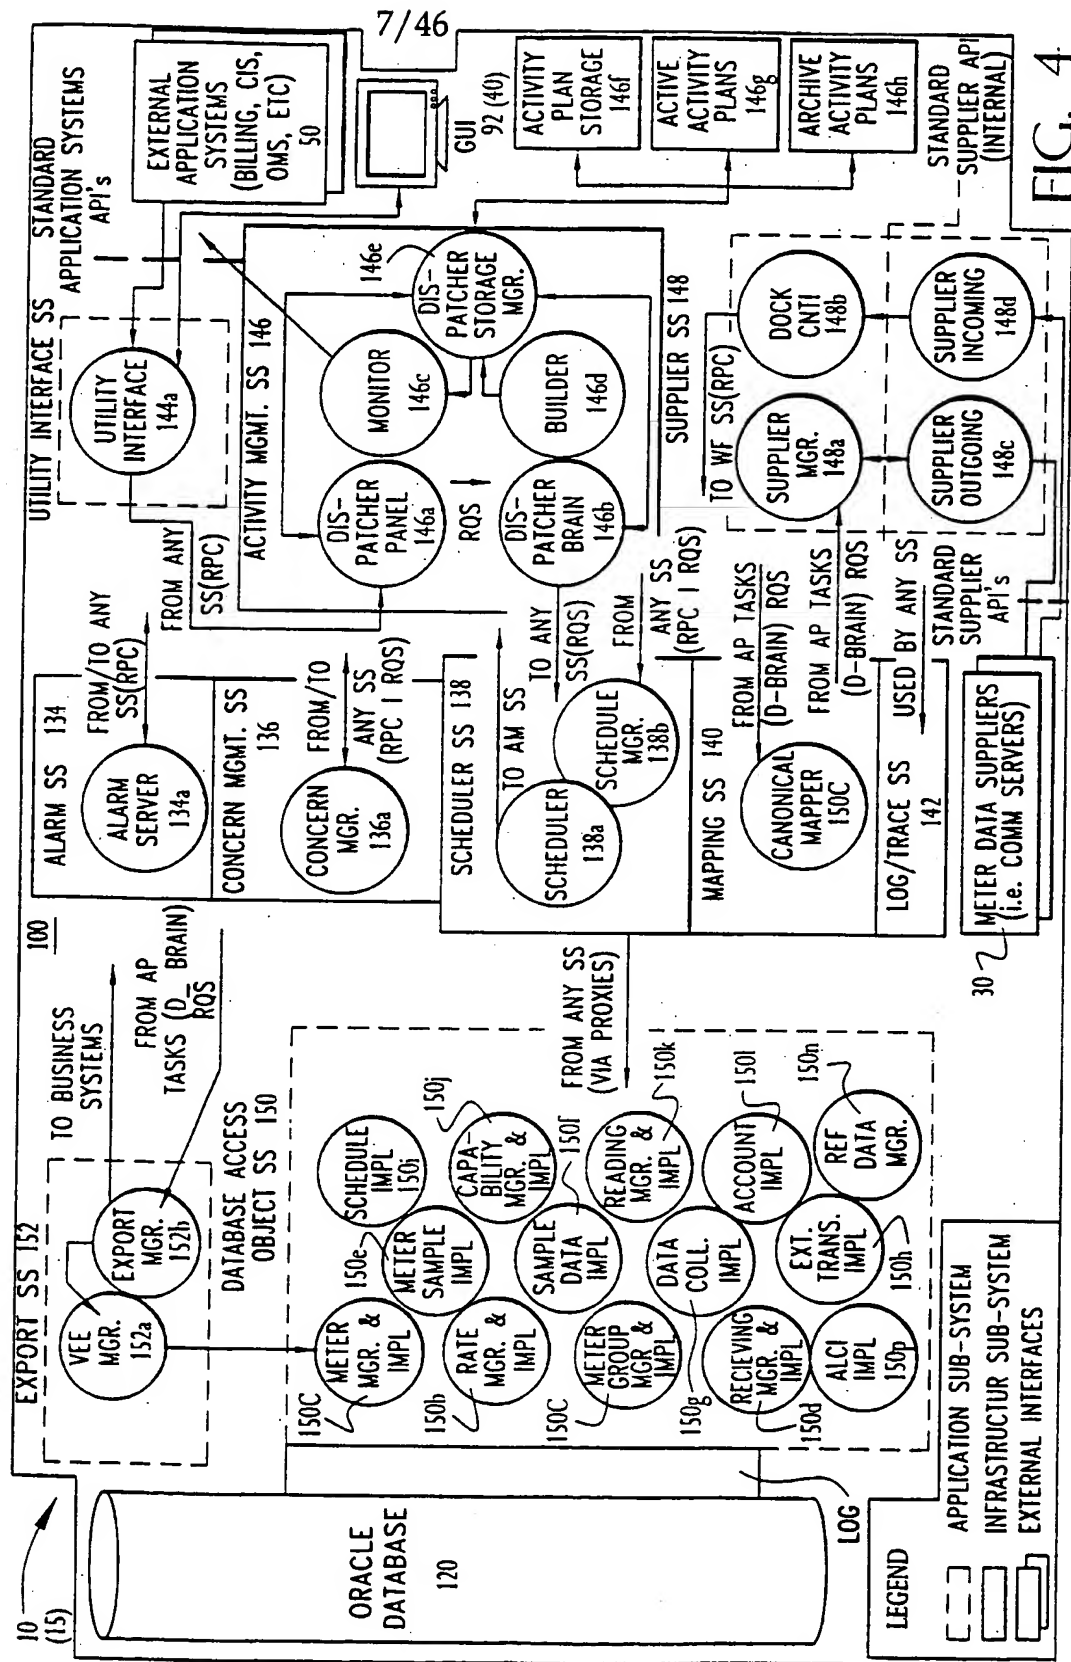 7/46
10
(15)
100
EXPORT SS 152
VEE
MGR.
152a
EXPORT
MGR.
152b
TO BUSINESS
SYSTEMS
FROM AP
TASKS (D_ BRAIN)
RQS
DATABASE ACCESS
OBJECT SS 150
ORACLE
DATABASE
120
LOG
150C
METER
MGR. &
IMPL
150e
METER
SAMPLE
IMPL
SCHEDULE
IMPL
150i
150j
CAPA-
BILITY
MGR. &
IMPL
150b
RATE
MGR. &
IMPL
SAMPLE
DATA
IMPL
150f
READING
MGR. &
IMPL
150k
150C
METER
GROUP
MGR. &
IMPL
150g
DATA
COLL.
IMPL
ACCOUNT
IMPL
150l
RECIEVING
MGR. &
IMPL
150d
EXT.
TRANS.
IMPL
150h
REF
DATA
MGR.
150n
ALCI
IMPL
150p
FROM ANY SS
(VIA PROXIES)
ALARM SS 134
ALARM
SERVER
134a
FROM/TO ANY
SS(RPC)
CONCERN MGMT. SS
136
CONCERN
MGR.
136a
FROM/TO
ANY SS
(RPC I RQS)
SCHEDULER SS 138
SCHEDULER
138a
SCHEDULE
MGR.
138b
TO AM SS
TO ANY
SS(RQS)
FROM
ANY SS
(RPC I RQS)
MAPPING SS 140
CANONICAL
MAPPER
150C
FROM AP TASKS
(D-BRAIN) RQS
FROM AP TASKS
(D-BRAIN) RQS
LOG/TRACE SS
142
USED BY ANY SS
STANDARD
SUPPLIER
API's
30
METER DATA SUPPLIERS
(i.e. COMM SERVERS)
UTILITY INTERFACE SS
UTILITY
INTERFACE
144a
FROM ANY
SS(RPC)
STANDARD
APPLICATION SYSTEMS
API's
EXTERNAL
APPLICATION
SYSTEMS
(BILLING, CIS,
OMS, ETC)
50
GUI
92 (40)
ACTIVITY MGMT. SS 146
DIS-
PATCHER
PANEL
146a
RQS
DIS-
PATCHER
BRAIN
146b
MONITOR
146c
BUILDER
146d
146e
DIS-
PATCHER
STORAGE
MGR.
ACTIVITY
PLAN
STORAGE
146f
ACTIVE
ACTIVITY
PLANS
146g
ARCHIVE
ACTIVITY
PLANS
146h
SUPPLIER SS 148
TO WF SS(RPC)
SUPPLIER
MGR.
148a
DOCK
CNTI
148b
SUPPLIER
OUTGOING
148c
SUPPLIER
INCOMING
148d
STANDARD
SUPPLIER API
(INTERNAL)
LEGEND
APPLICATION SUB-SYSTEM
INFRASTRUCTUR SUB-SYSTEM
EXTERNAL INTERFACES
FIG. 4